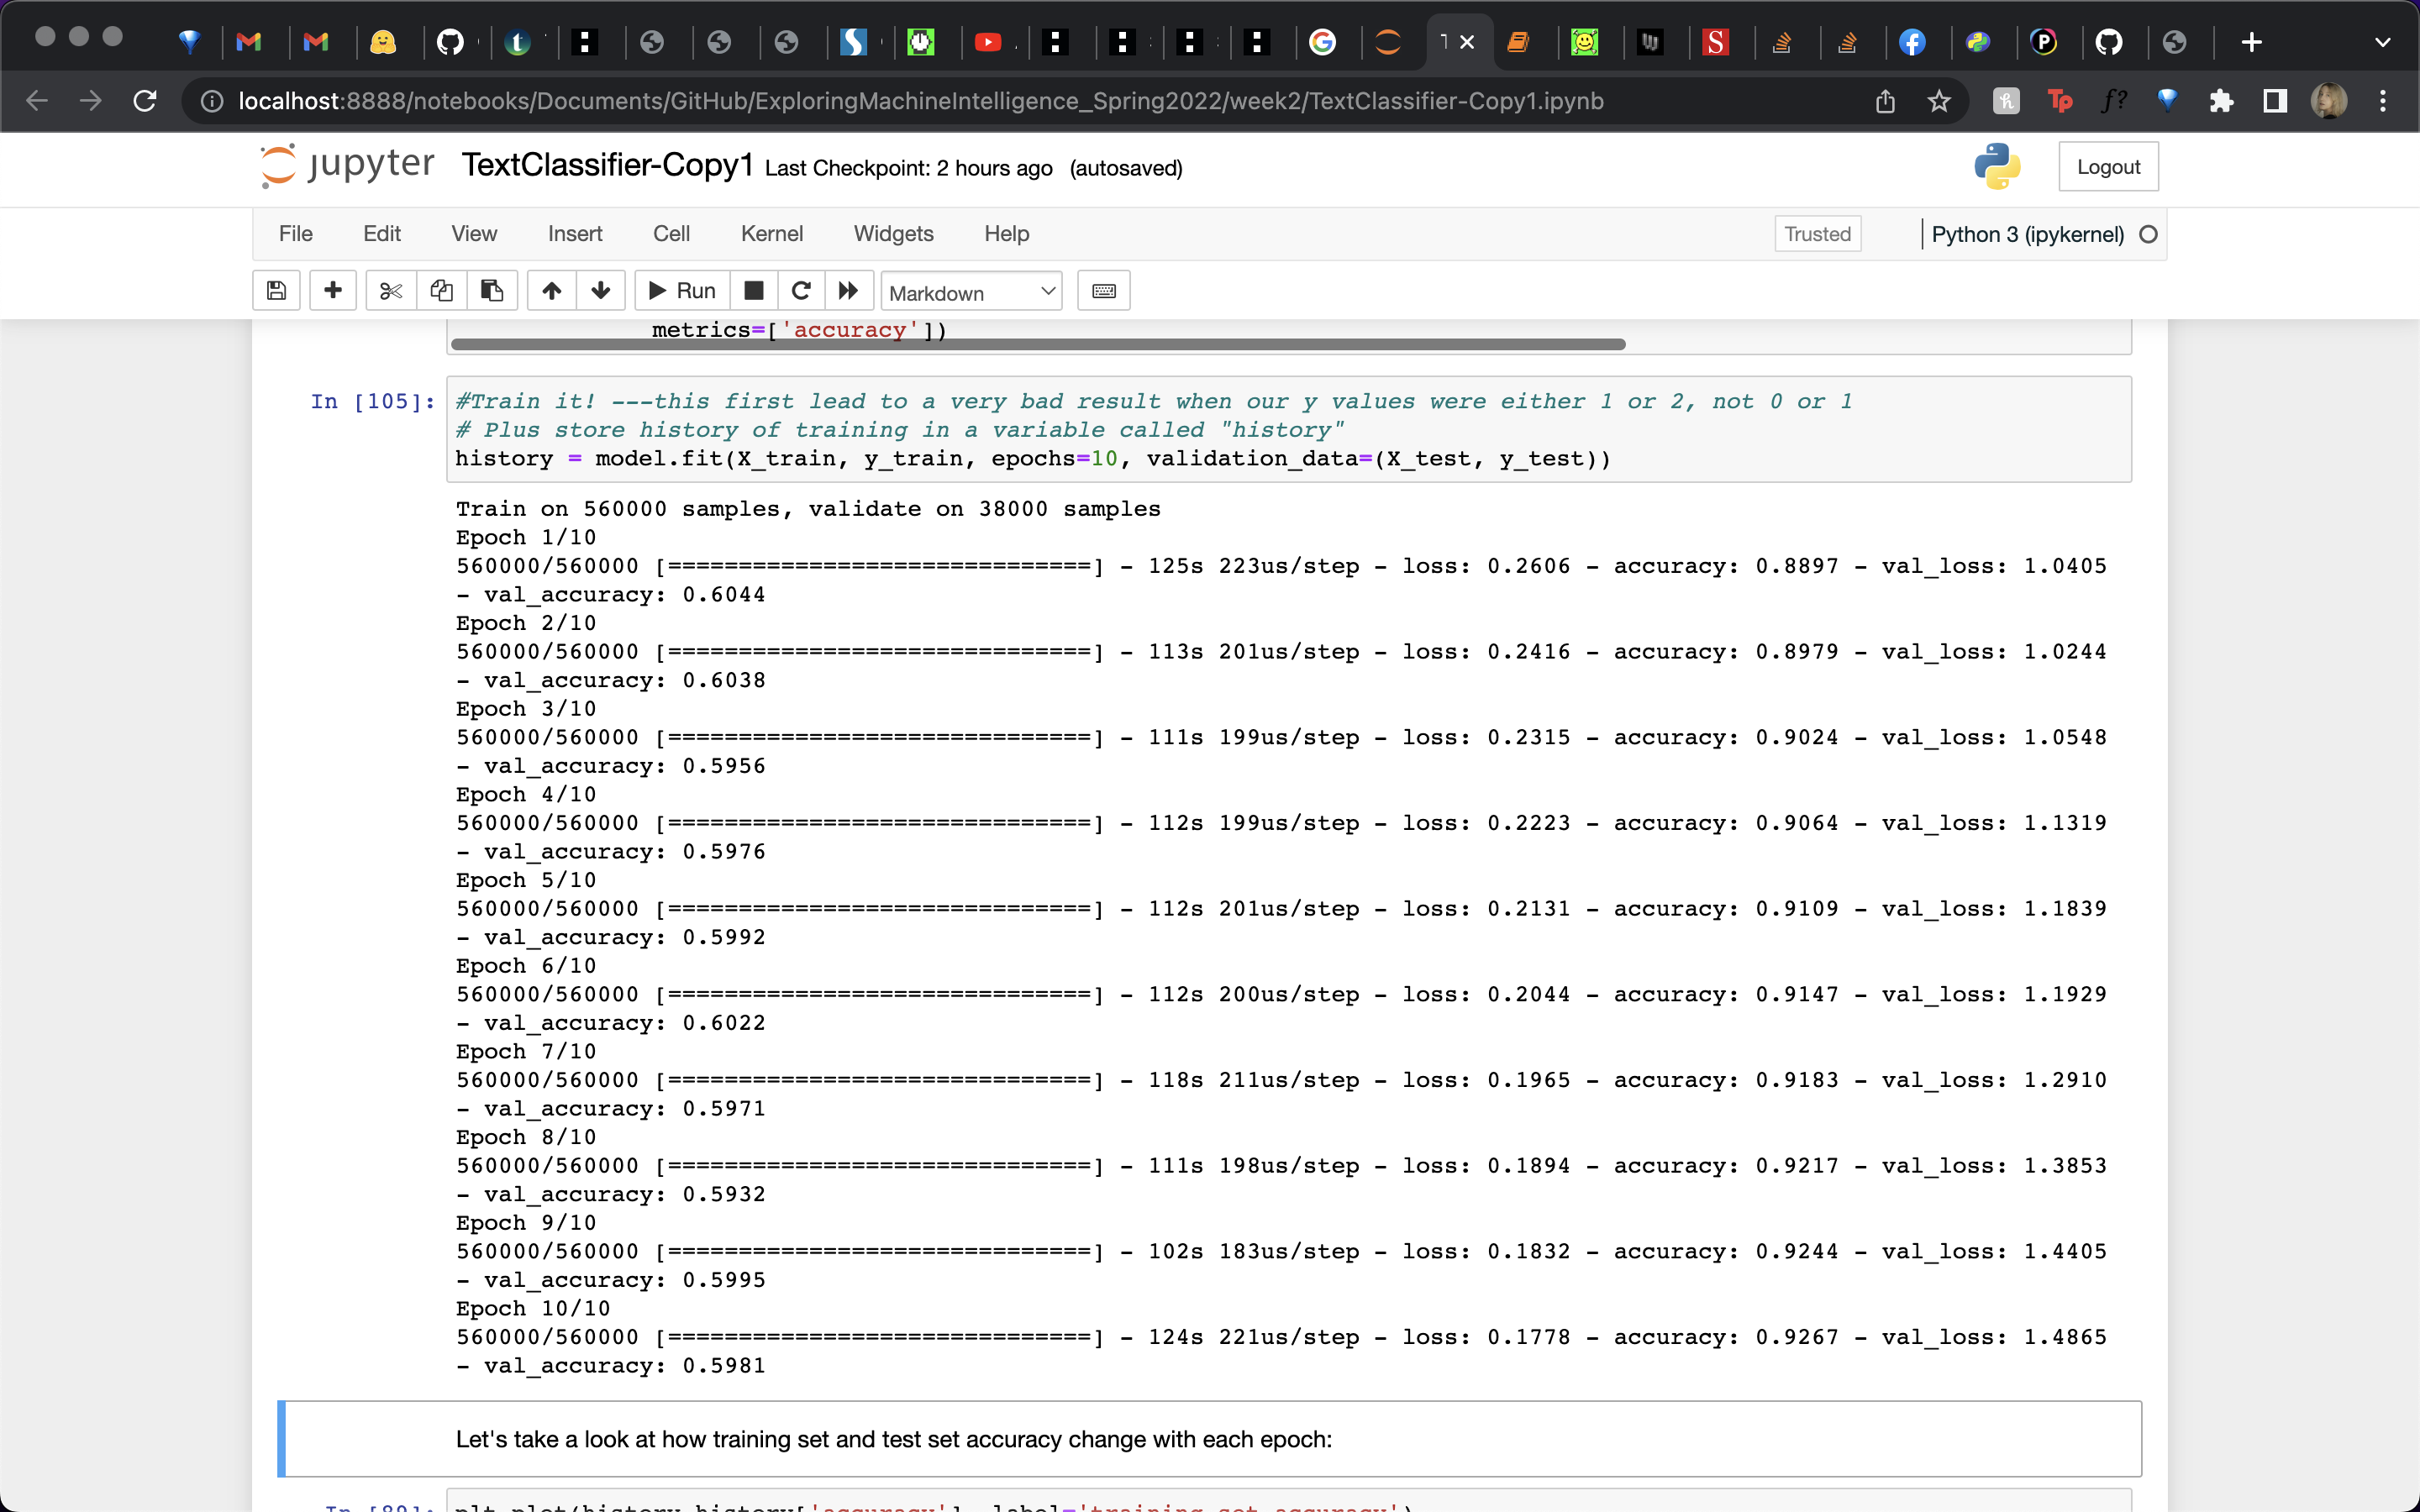 localhost:8888/notebooks/Documents/GitHub/ExploringMachineIntelligence_Spring2022/week2/TextClassifier-Copy1.ipynb
jupyter TextClassifier-Copy1 Last Checkpoint: 2 hours ago (autosaved) Logout
File Edit View Insert Cell Kernel Widgets Help Trusted Python 3 (ipykernel)
Run Markdown
metrics=['accuracy'])
In [105]: #Train it! ---this first lead to a very bad result when our y values were either 1 or 2, not 0 or 1
# Plus store history of training in a variable called "history"
history = model.fit(X_train, y_train, epochs=10, validation_data=(X_test, y_test))
Train on 560000 samples, validate on 38000 samples
Epoch 1/10
560000/560000 [==============================] - 125s 223us/step - loss: 0.2606 - accuracy: 0.8897 - val_loss: 1.0405
- val_accuracy: 0.6044
Epoch 2/10
560000/560000 [==============================] - 113s 201us/step - loss: 0.2416 - accuracy: 0.8979 - val_loss: 1.0244
- val_accuracy: 0.6038
Epoch 3/10
560000/560000 [==============================] - 111s 199us/step - loss: 0.2315 - accuracy: 0.9024 - val_loss: 1.0548
- val_accuracy: 0.5956
Epoch 4/10
560000/560000 [==============================] - 112s 199us/step - loss: 0.2223 - accuracy: 0.9064 - val_loss: 1.1319
- val_accuracy: 0.5976
Epoch 5/10
560000/560000 [==============================] - 112s 201us/step - loss: 0.2131 - accuracy: 0.9109 - val_loss: 1.1839
- val_accuracy: 0.5992
Epoch 6/10
560000/560000 [==============================] - 112s 200us/step - loss: 0.2044 - accuracy: 0.9147 - val_loss: 1.1929
- val_accuracy: 0.6022
Epoch 7/10
560000/560000 [==============================] - 118s 211us/step - loss: 0.1965 - accuracy: 0.9183 - val_loss: 1.2910
- val_accuracy: 0.5971
Epoch 8/10
560000/560000 [==============================] - 111s 198us/step - loss: 0.1894 - accuracy: 0.9217 - val_loss: 1.3853
- val_accuracy: 0.5932
Epoch 9/10
560000/560000 [==============================] - 102s 183us/step - loss: 0.1832 - accuracy: 0.9244 - val_loss: 1.4405
- val_accuracy: 0.5995
Epoch 10/10
560000/560000 [==============================] - 124s 221us/step - loss: 0.1778 - accuracy: 0.9267 - val_loss: 1.4865
- val_accuracy: 0.5981
Let's take a look at how training set and test set accuracy change with each epoch:
In [89]: plt.plot(history.history['accuracy'], label='training set accuracy')